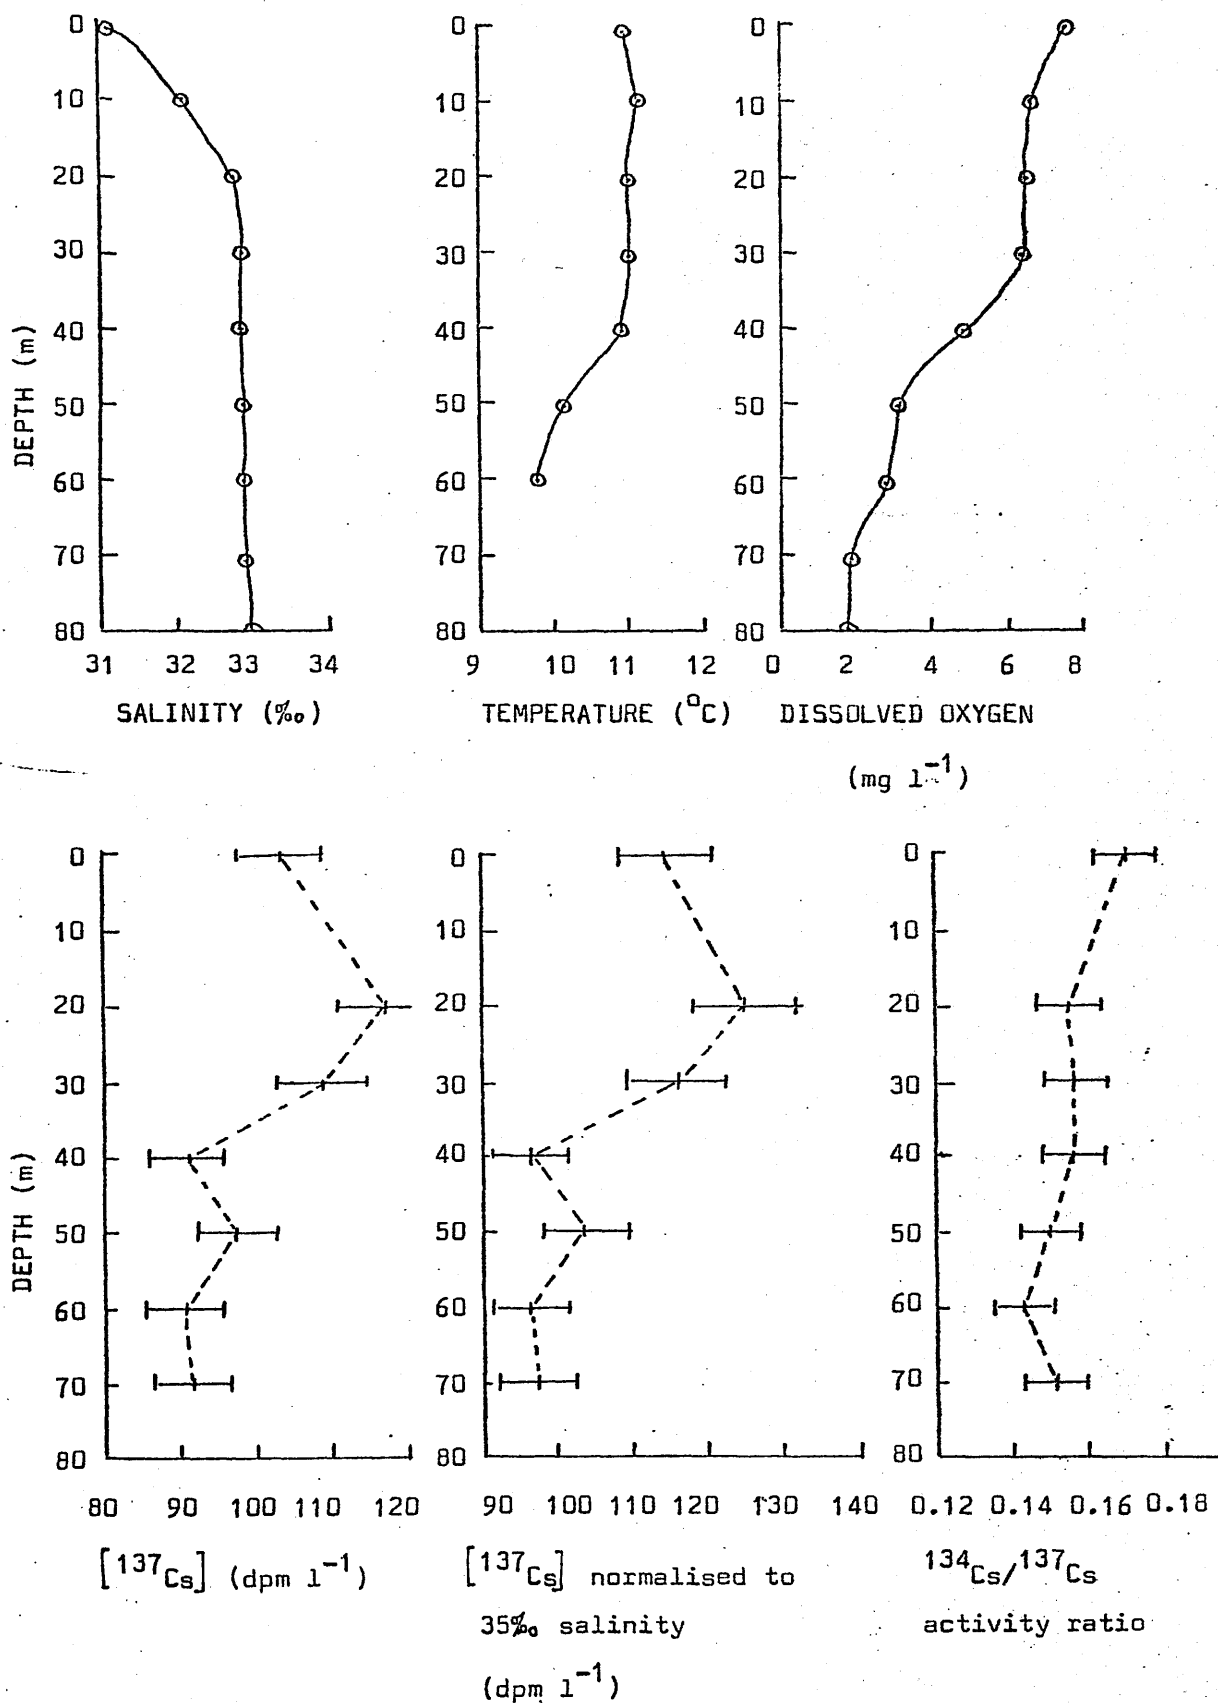 0 0 0
10 10 10
20 20 20
30 30 30
40 40 40
50 50 50
60 60 60
70 70 70
80 80 80
DEPTH (m)
31 32 33 34 9 10 11 12 0 2 4 6 8
SALINITY (‰) TEMPERATURE (°C) DISSOLVED OXYGEN
(mg l⁻¹)
0 0 0
10 10 10
20 20 20
30 30 30
40 40 40
50 50 50
60 60 60
70 70 70
80 80 80
DEPTH (m)
80 90 100 110 120 90 100 110 120 130 140 0.12 0.14 0.16 0.18
[¹³⁷Cs] (dpm l⁻¹) [¹³⁷Cs] normalised to ¹³⁴Cs/¹³⁷Cs
35‰ salinity activity ratio
(dpm l⁻¹)